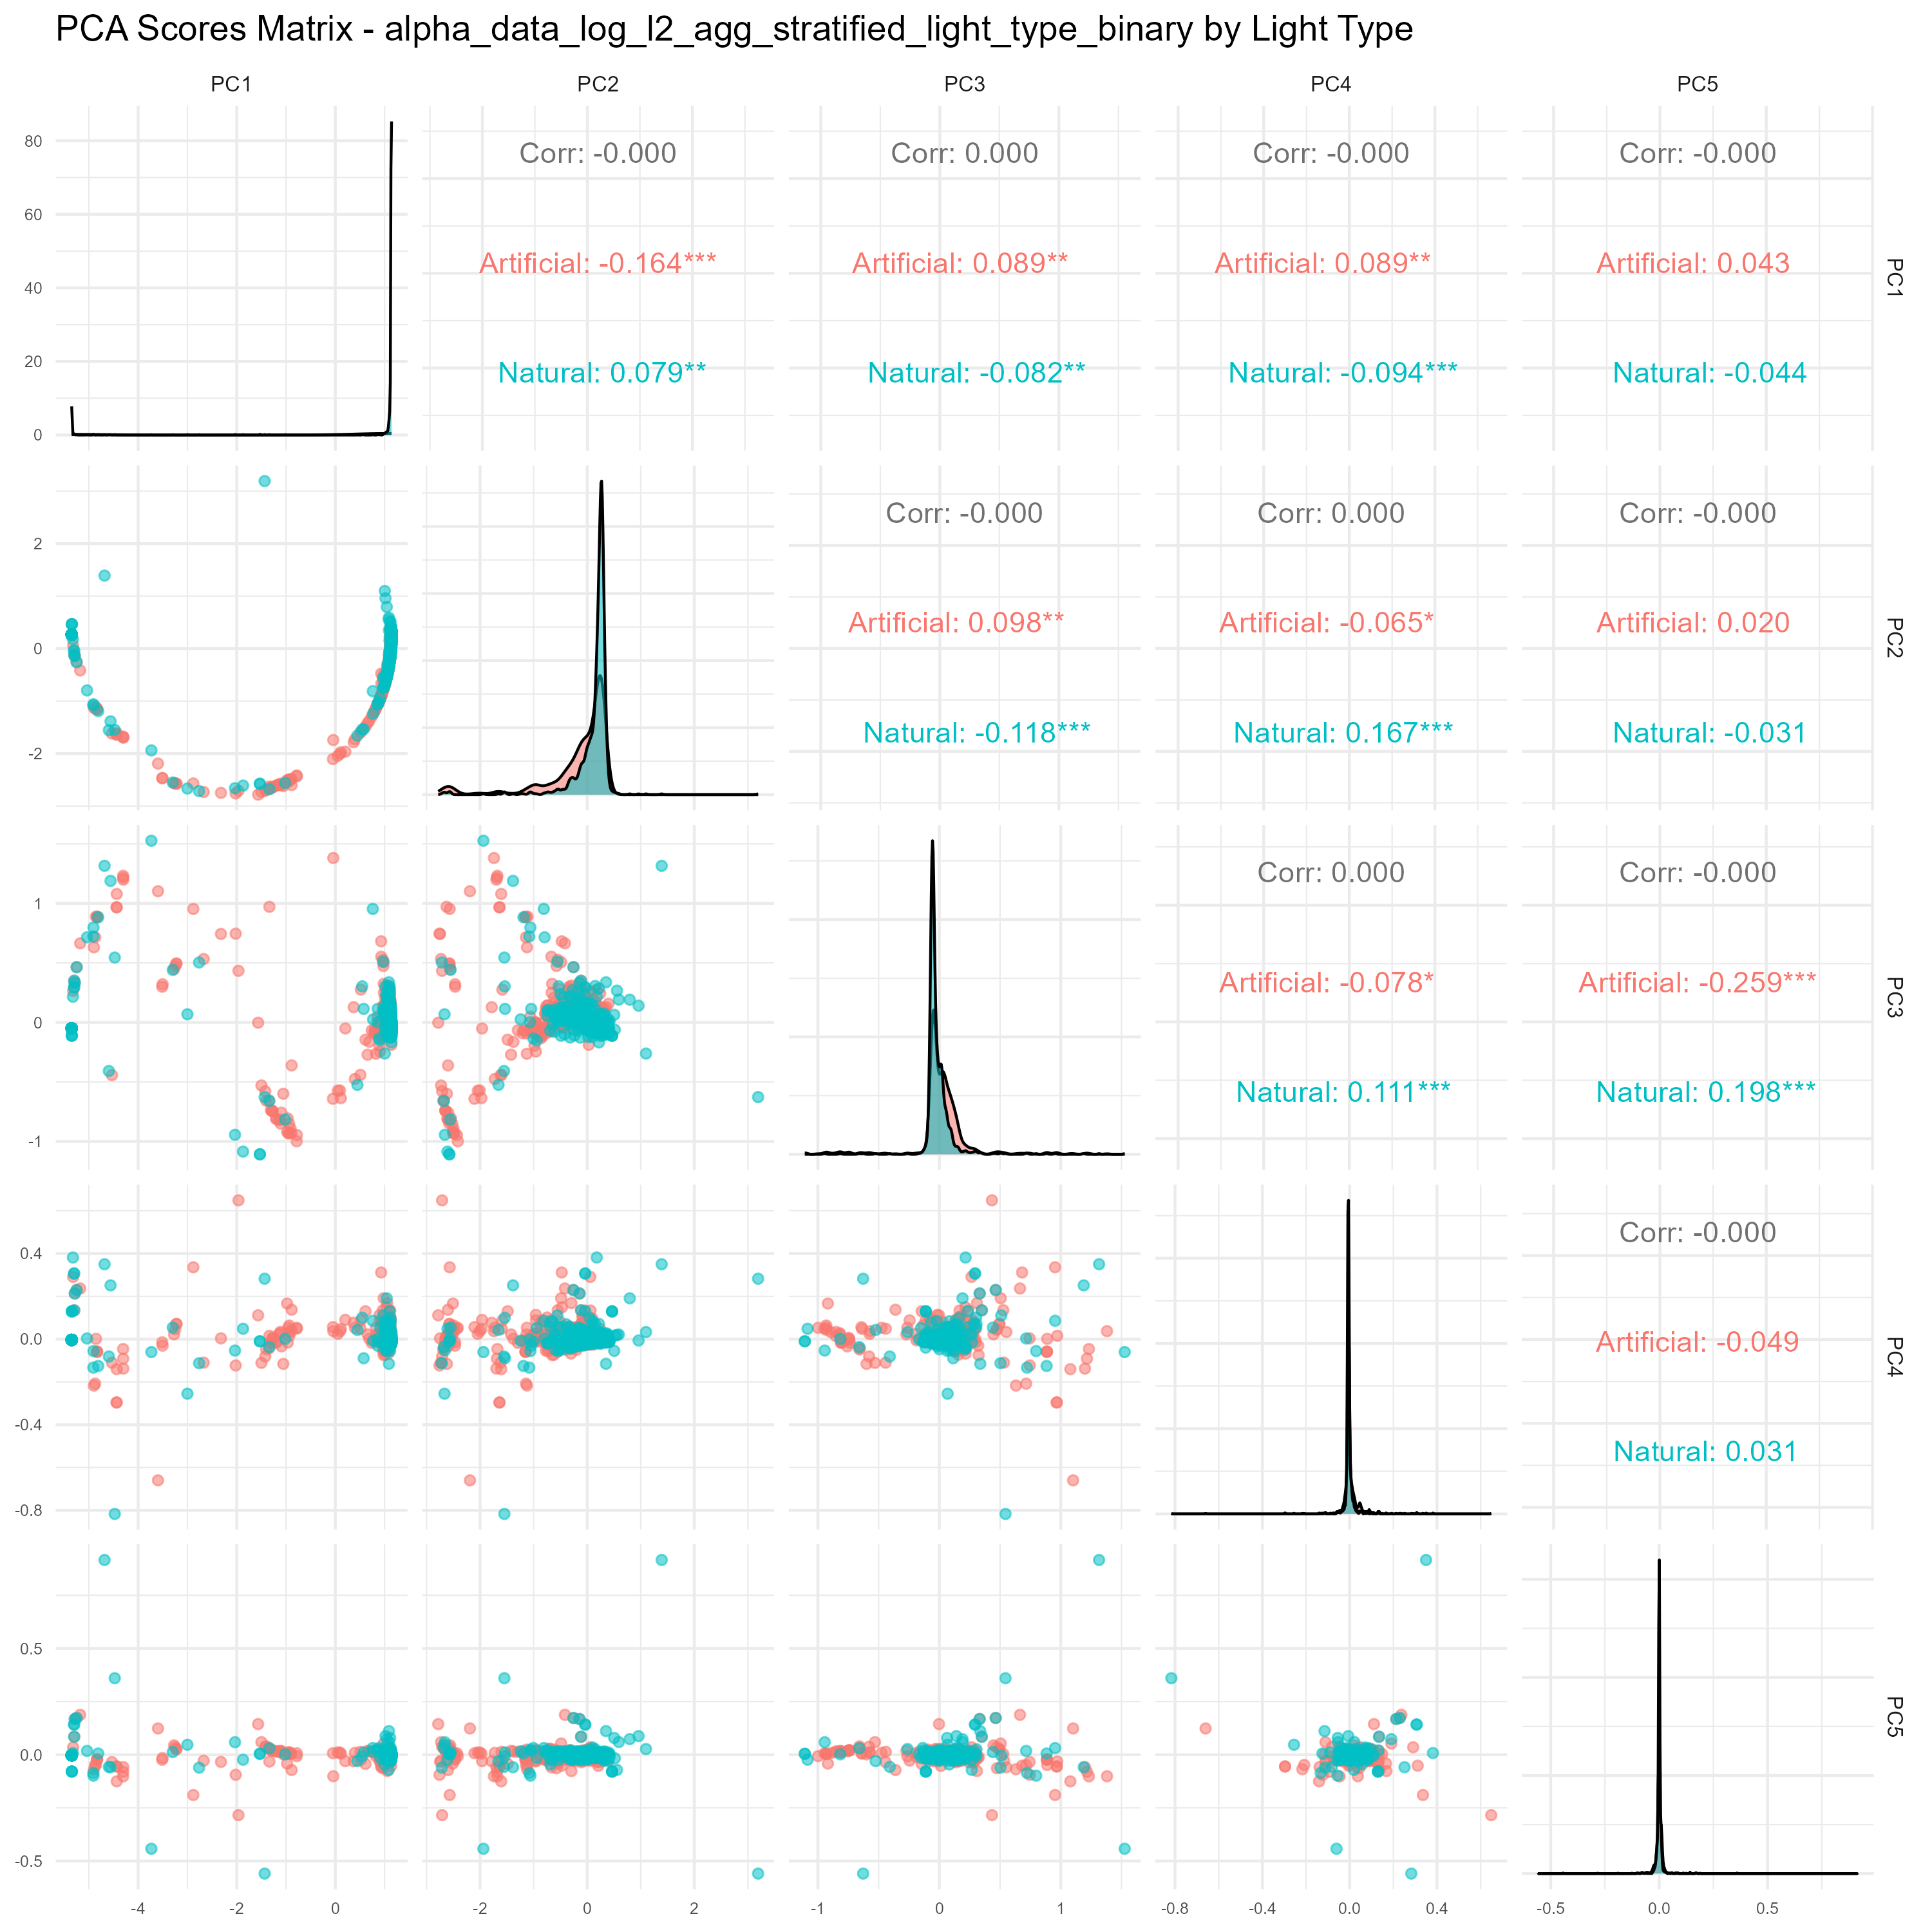 PCA Scores Matrix - alpha_data_log_l2_agg_stratified_light_type_binary by Light Type
PC1 PC2 PC3 PC4 PC5
80
60
40
20
0
Corr: -0.000
Artificial: -0.164***
Natural: 0.079**
Corr: 0.000
Artificial: 0.089**
Natural: -0.082**
Corr: -0.000
Artificial: 0.089**
Natural: -0.094***
Corr: -0.000
Artificial: 0.043
Natural: -0.044
PC1
2
0
-2
Corr: -0.000
Artificial: 0.098**
Natural: -0.118***
Corr: 0.000
Artificial: -0.065*
Natural: 0.167***
Corr: -0.000
Artificial: 0.020
Natural: -0.031
PC2
1
0
-1
Corr: 0.000
Artificial: -0.078*
Natural: 0.111***
Corr: -0.000
Artificial: -0.259***
Natural: 0.198***
PC3
0.4
0.0
-0.4
-0.8
Corr: -0.000
Artificial: -0.049
Natural: 0.031
PC4
0.5
0.0
-0.5
PC5
-4 -2 0
-2 0 2
-1 0 1
-0.8 -0.4 0.0 0.4
-0.5 0.0 0.5